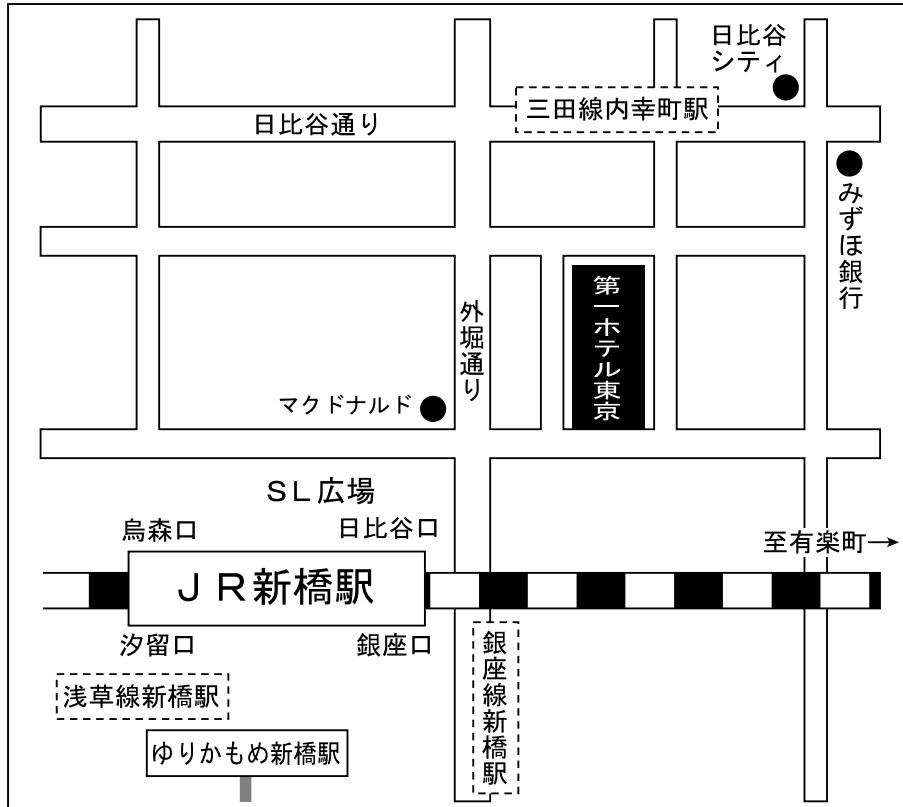 日比谷
シティ
三田線内幸町駅
日比谷通り
みずほ銀行
第一ホテル東京
外堀通り
マクドナルド
ＳＬ広場
烏森口
日比谷口
至有楽町→
ＪＲ新橋駅
汐留口
銀座口
銀座線新橋駅
浅草線新橋駅
ゆりかもめ新橋駅